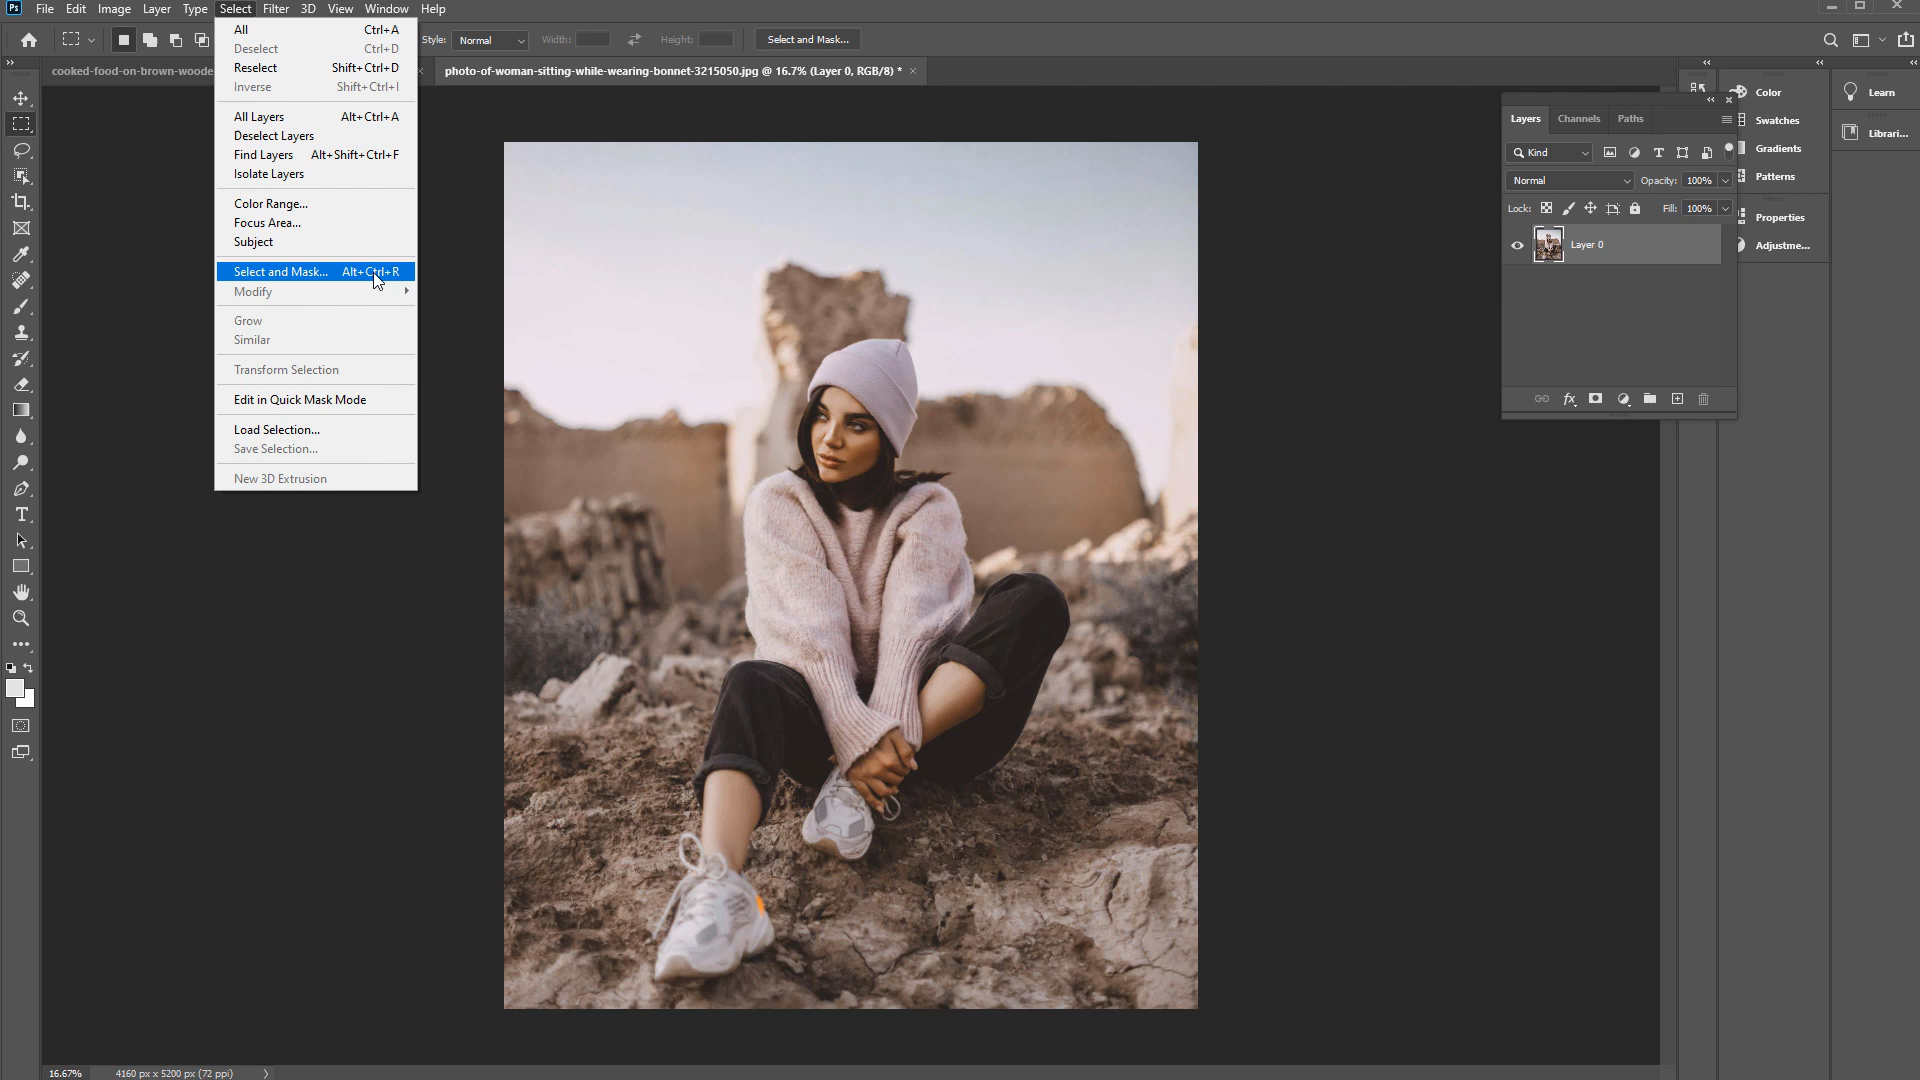 Ps File Edit Image Layer Type Select Filter 3D View Window Help
Style: Normal Width: Height: Select and Mask...
cooked-food-on-brown-woode
photo-of-woman-sitting-while-wearing-bonnet-3215050.jpg @ 16.7% (Layer 0, RGB/8) *
All Ctrl+A
Deselect Ctrl+D
Reselect Shift+Ctrl+D
Inverse Shift+Ctrl+I
All Layers Alt+Ctrl+A
Deselect Layers
Find Layers Alt+Shift+Ctrl+F
Isolate Layers
Color Range...
Focus Area...
Subject
Select and Mask... Alt+Ctrl+R
Modify
Grow
Similar
Transform Selection
Edit in Quick Mask Mode
Load Selection...
Save Selection...
New 3D Extrusion
Layers Channels Paths
Kind
Normal Opacity: 100%
Lock: Fill: 100%
Layer 0
fx
Color
Swatches
Gradients
Patterns
Properties
Adjustme...
Learn
Librari...
16.67% 4160 px x 5200 px (72 ppi)